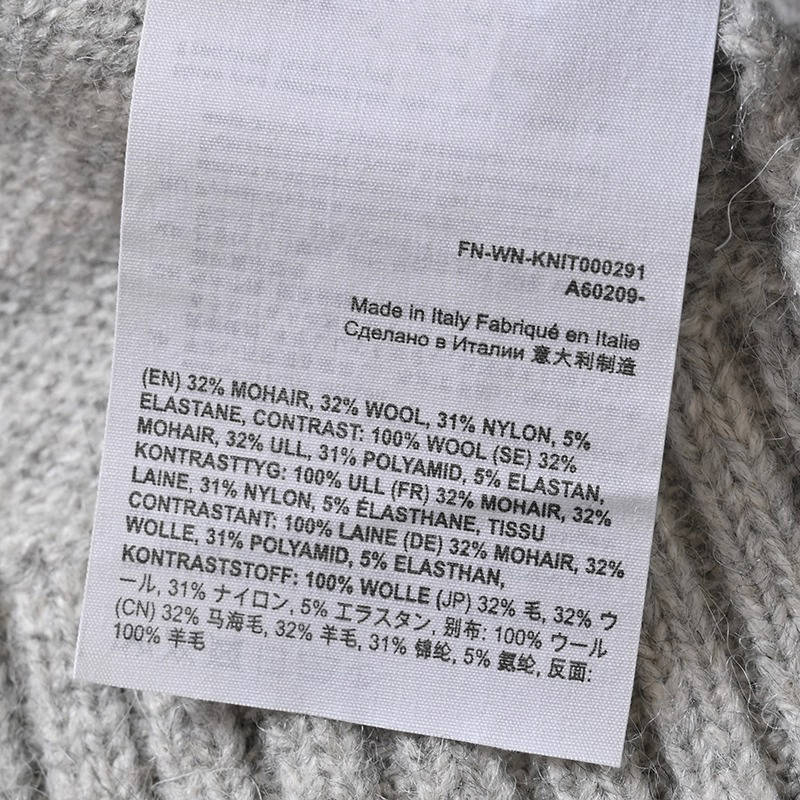 FN-WN-KNIT000291
A60209-
Made in Italy Fabriqué en Italie
Сделано в Италии 意大利制造
(EN) 32% MOHAIR, 32% WOOL, 31% NYLON, 5%
ELASTANE, CONTRAST: 100% WOOL (SE) 32%
MOHAIR, 32% ULL, 31% POLYAMID, 5% ELASTAN,
KONTRASTTYG: 100% ULL (FR) 32% MOHAIR, 32%
LAINE, 31% NYLON, 5% ÉLASTHANE, TISSU
CONTRASTANT: 100% LAINE (DE) 32% MOHAIR, 32%
WOLLE, 31% POLYAMID, 5% ELASTHAN,
KONTRASTSTOFF: 100% WOLLE (JP) 32% 毛, 32% ウ
ール, 31% ナイロン, 5% エラスタン, 別布: 100% ウール
(CN) 32% 马海毛, 32% 羊毛, 31% 锦纶, 5% 氨纶, 反面:
100% 羊毛